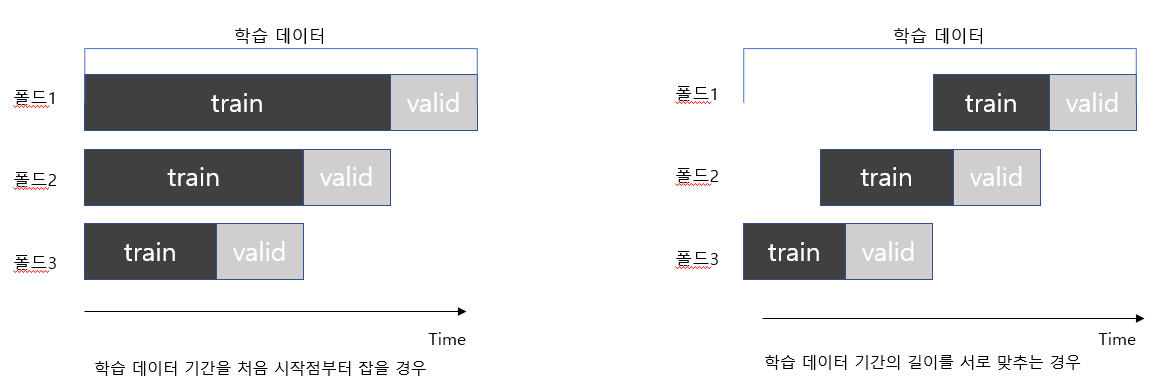 학습 데이터
폴드1
train
valid
폴드2
train
valid
폴드3
train
valid
Time
학습 데이터 기간을 처음 시작점부터 잡을 경우
학습 데이터
폴드1
train
valid
폴드2
train
valid
폴드3
train
valid
Time
학습 데이터 기간의 길이를 서로 맞추는 경우